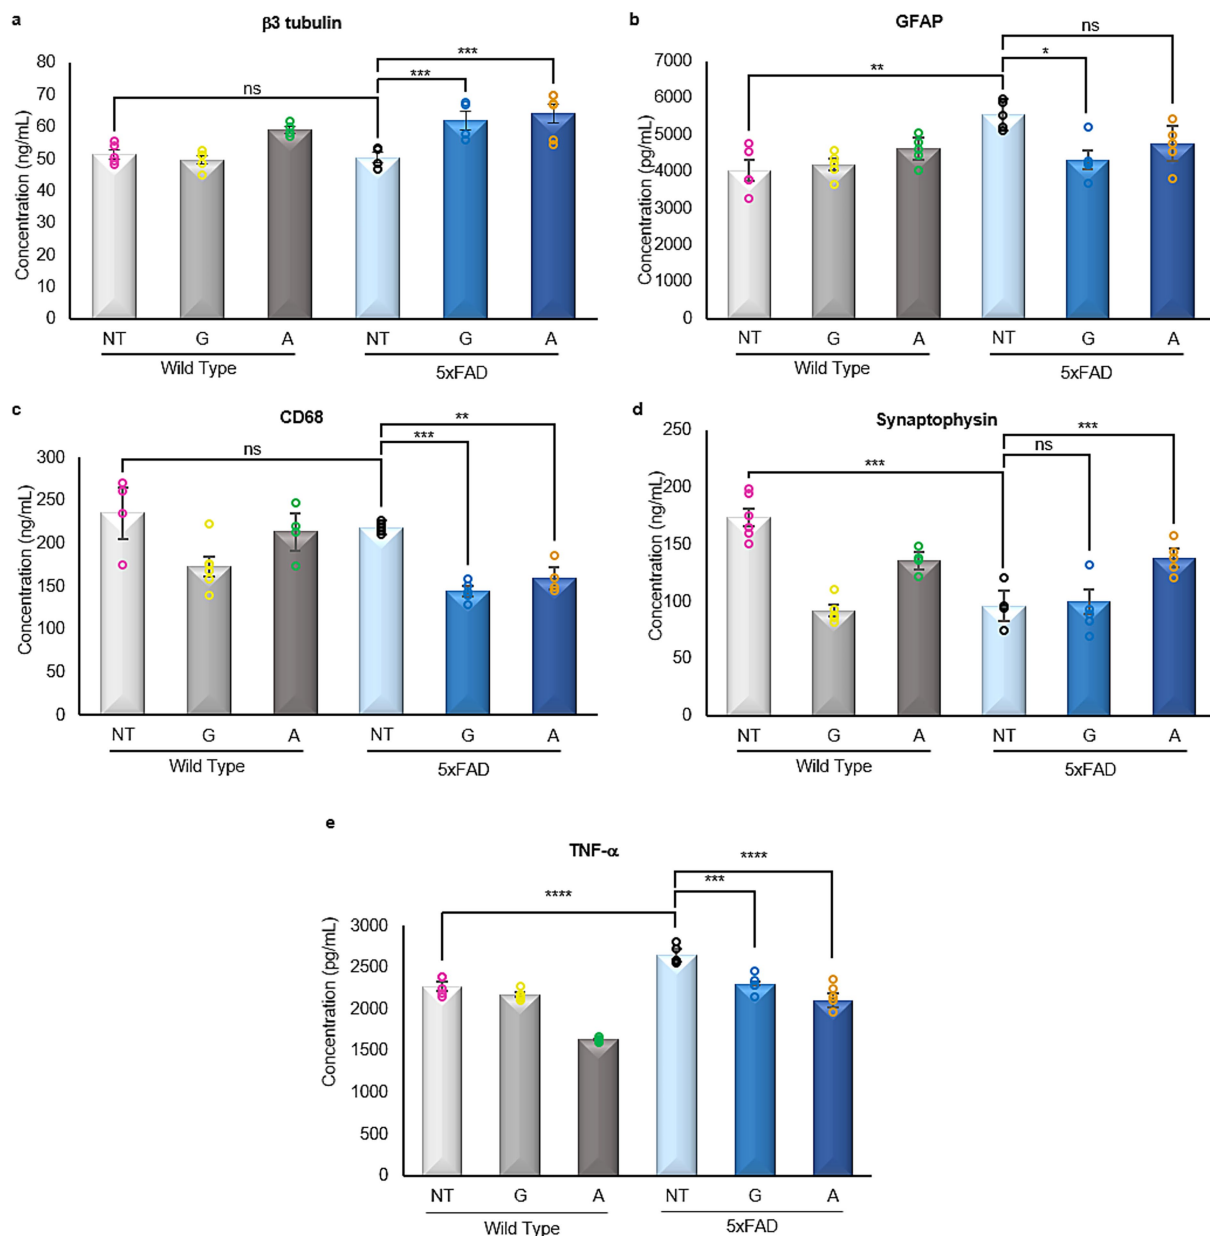 a
β3 tubulin
Concentration (ng/mL)
80
70
60
50
40
30
20
10
0
ns
***
***
NT G A NT G A
Wild Type 5xFAD
b
GFAP
Concentration (pg/mL)
7000
6000
5000
4000
3000
2000
1000
0
**
ns
*
NT G A NT G A
Wild Type 5xFAD
c
CD68
Concentration (ng/mL)
300
250
200
150
100
50
0
ns
**
***
NT G A NT G A
Wild Type 5xFAD
d
Synaptophysin
Concentration (ng/mL)
250
200
150
100
50
0
***
***
ns
NT G A NT G A
Wild Type 5xFAD
e
TNF-α
Concentration (pg/mL)
3000
2500
2000
1500
1000
500
0
****
****
***
NT G A NT G A
Wild Type 5xFAD